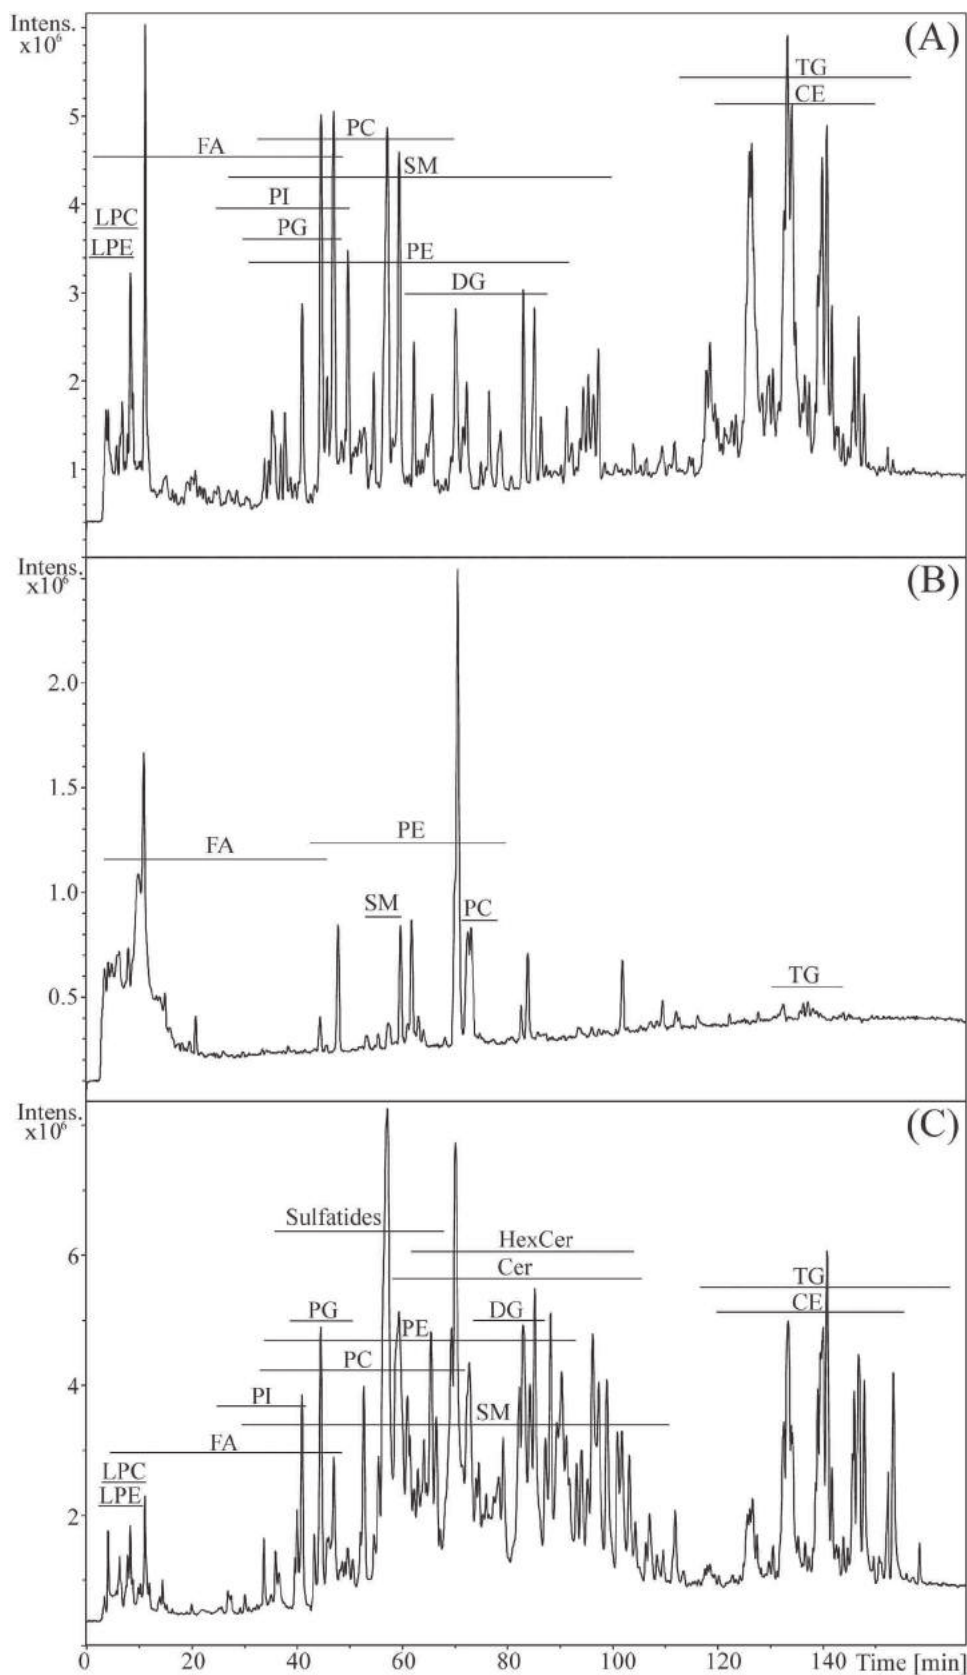 Intens.
x10⁶
(A)
TG
CE
5
PC
FA
SM
4
PI
LPC
PG
LPE
PE
DG
3
2
1
Intens.
x10⁶
(B)
2.0
1.5
PE
FA
1.0
SM
PC
0.5
TG
Intens.
x10⁶
(C)
Sulfatides
HexCer
6
Cer
TG
PG
DG
CE
PE
PC
4
PI
SM
FA
LPC
LPE
2
0 20 40 60 80 100 120 140 Time [min]